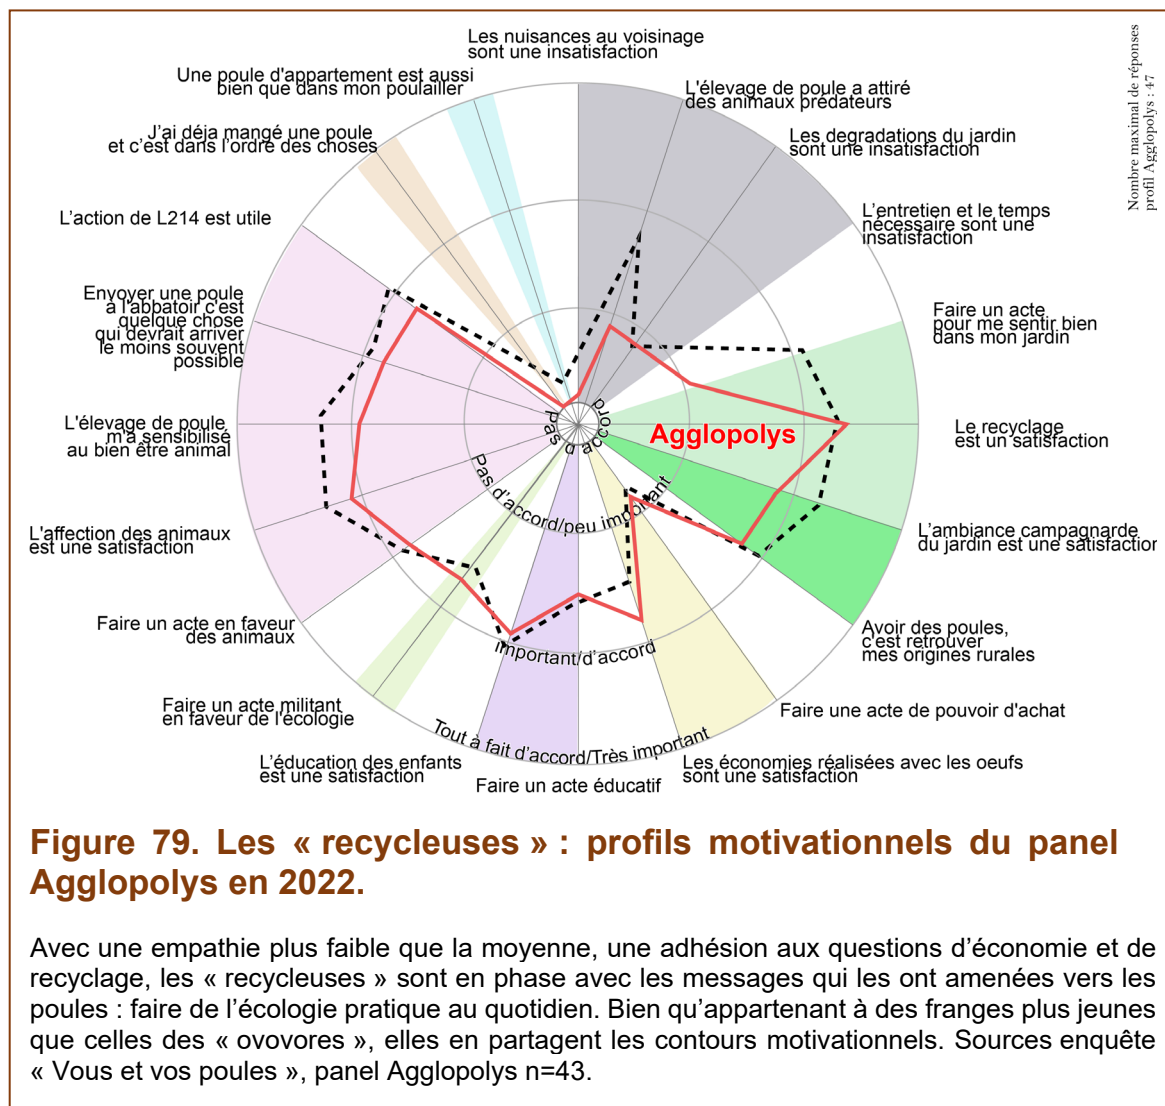 Les nuisances au voisinage
sont une insatisfaction
Une poule d'appartement est aussi
bien que dans mon poulailler
J'ai déja mangé une poule
et c'est dans l'ordre des choses
L'action de L214 est utile
Envoyer une poule
à l'abbatoir c'est
quelque chose
qui devrait arriver
le moins souvent
possible
L'élevage de poule
m'a sensibilisé
au bien être animal
L'affection des animaux
est une satisfaction
Faire un acte en faveur
des animaux
Faire un acte militant
en faveur de l'écologie
L'éducation des enfants
est une satisfaction
Faire un acte éducatif
Les économies réalisées avec les oeufs
sont une satisfaction
Faire une acte de pouvoir d'achat
Avoir des poules,
c'est retrouver
mes origines rurales
L'ambiance campagnarde
du jardin est une satisfaction
Le recyclage
est un satisfaction
Faire un acte
pour me sentir bien
dans mon jardin
L'entretien et le temps
nécessaire sont une
insatisfaction
Les degradations du jardin
sont une insatisfaction
L'élevage de poule a attiré
des animaux prédateurs
Nombre maximal de réponses
profil Agglopolys : 47
Agglopolys
Pas d'accord
Pas d'accord/peu important
important/d'accord
Tout à fait d'accord/Très important
Figure 79. Les « recycleuses » : profils motivationnels du panel
Agglopolys en 2022.
Avec une empathie plus faible que la moyenne, une adhésion aux questions d'économie et de
recyclage, les « recycleuses » sont en phase avec les messages qui les ont amenées vers les
poules : faire de l'écologie pratique au quotidien. Bien qu'appartenant à des franges plus jeunes
que celles des « ovovores », elles en partagent les contours motivationnels. Sources enquête
« Vous et vos poules », panel Agglopolys n=43.